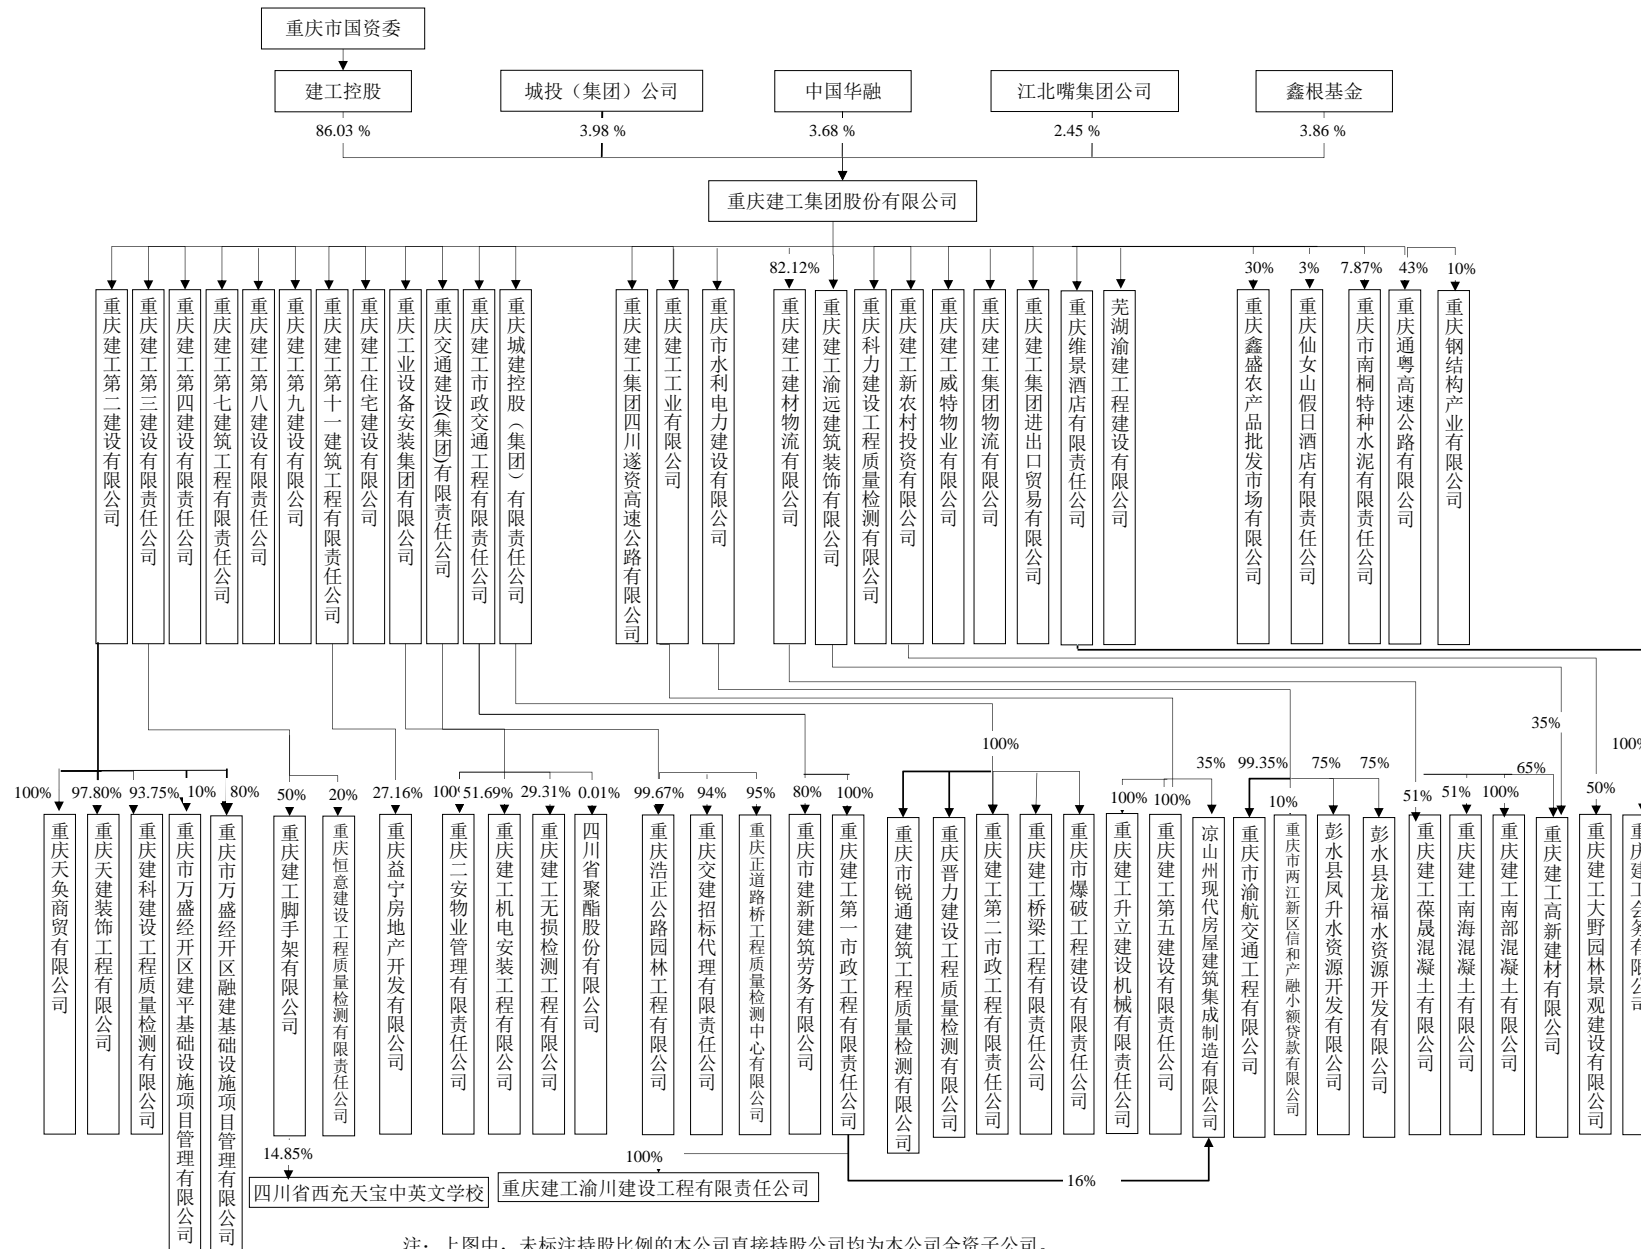 重庆市国资委
建工控股
城投（集团）公司
中国华融
江北嘴集团公司
鑫根基金
86.03 %
3.98 %
3.68 %
2.45 %
3.86 %
重庆建工集团股份有限公司
82.12%
30%
3%
7.87%
43%
10%
重庆建工第二建设有限公司
重庆建工第三建设有限责任公司
重庆建工第四建设有限责任公司
重庆建工第七建筑工程有限责任公司
重庆建工第八建设有限责任公司
重庆建工第九建设有限公司
重庆建工第十一建筑工程有限责任公司
重庆建工住宅建设有限公司
重庆工业设备安装集团有限公司
重庆交通建设(集团)有限责任公司
重庆建工市政交通工程有限责任公司
重庆城建控股（集团）有限责任公司
重庆建工集团四川遂资高速公路有限公司
重庆建工工业有限公司
重庆市水利电力建设有限公司
重庆建工建材物流有限公司
重庆建工渝远建筑装饰有限公司
重庆科力建设工程质量检测有限公司
重庆建工新农村投资有限公司
重庆建工威特物业有限公司
重庆建工集团物流有限公司
重庆建工集团进出口贸易有限公司
重庆维景酒店有限责任公司
芜湖渝建工程建设有限公司
重庆鑫盛农产品批发市场有限公司
重庆仙女山假日酒店有限责任公司
重庆市南桐特种水泥有限责任公司
重庆通粤高速公路有限公司
重庆钢结构产业有限公司
35%
100%
100%
35%
99.35%
75%
75%
65%
100%
97.80%
93.75%
10%
80%
50%
20%
27.16%
100%
51.69%
29.31%
0.01%
99.67%
94%
95%
80%
100%
100%
100%
10%
51%
51%
100%
50%
重庆天奂商贸有限公司
重庆天建装饰工程有限公司
重庆建科建设工程质量检测有限公司
重庆市万盛经开区建平基础设施项目管理有限公司
重庆市万盛经开区融建基础设施项目管理有限公司
重庆建工脚手架有限公司
重庆恒意建设工程质量检测有限责任公司
重庆益宁房地产开发有限公司
重庆二安物业管理有限责任公司
重庆建工机电安装工程有限公司
重庆建工无损检测工程有限公司
四川省聚酯股份有限公司
重庆浩正公路园林工程有限公司
重庆交建招标代理有限责任公司
重庆正道路桥工程质量检测中心有限公司
重庆市建新建筑劳务有限公司
重庆建工第一市政工程有限责任公司
重庆市锐通建筑工程质量检测有限公司
重庆晋力建设工程质量检测有限公司
重庆建工第二市政工程有限责任公司
重庆建工桥梁工程有限责任公司
重庆市爆破工程建设有限责任公司
重庆建工升立建设机械有限责任公司
重庆建工第五建设有限责任公司
凉山州现代房屋建筑集成制造有限公司
重庆市渝航交通工程有限公司
重庆市两江新区信和产融小额贷款有限公司
彭水县凤升水资源开发有限公司
彭水县龙福水资源开发有限公司
重庆建工葆晟混凝土有限公司
重庆建工南海混凝土有限公司
重庆建工南部混凝土有限公司
重庆建工高新建材有限公司
重庆建工大野园林景观建设有限公司
14.85%
四川省西充天宝中英文学校
100%
重庆建工渝川建设工程有限责任公司
16%
注：上图中，未标注持股比例的本公司直接持股公司均为本公司全资子公司。